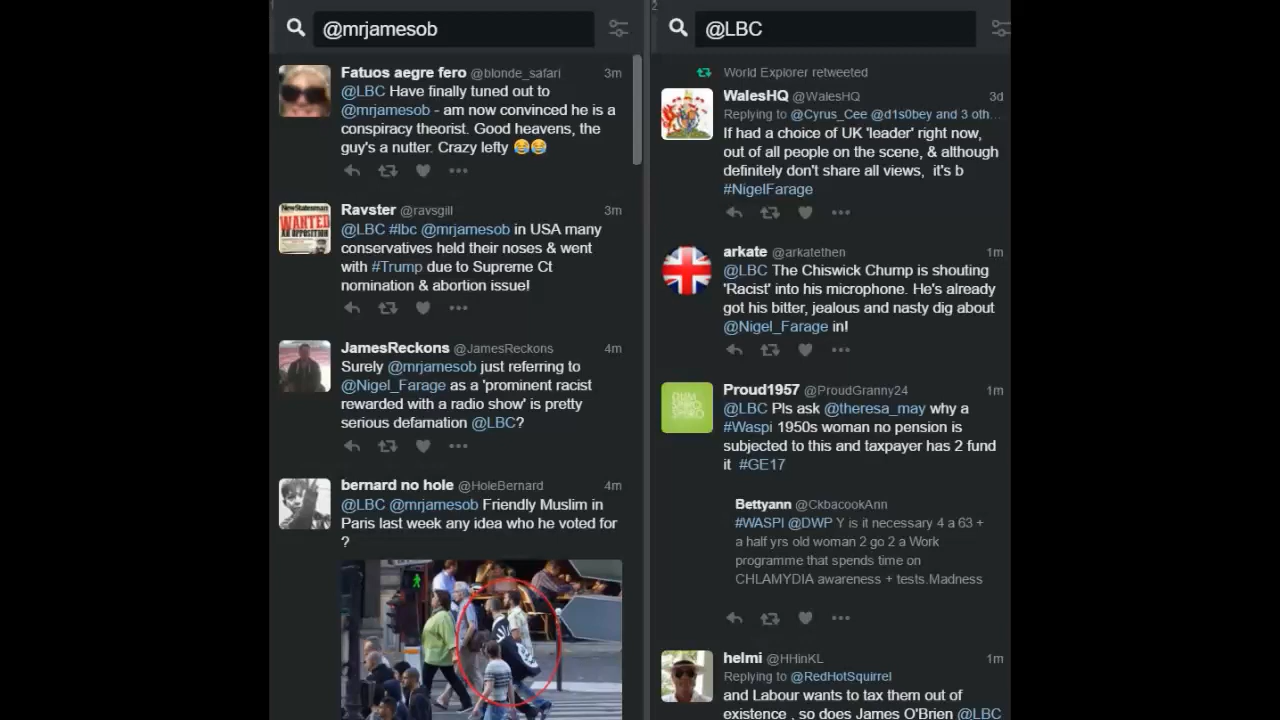 1
@mrjamesob
Fatuos aegre fero @blonde_safari 3m
@LBC Have finally tuned out to
@mrjamesob - am now convinced he is a
conspiracy theorist. Good heavens, the
guy's a nutter. Crazy lefty 😂😂
Ravster @ravsgill 3m
NewStatesman
WANTED
AN OPPOSITION
@LBC #lbc @mrjamesob in USA many
conservatives held their noses & went
with #Trump due to Supreme Ct
nomination & abortion issue!
JamesReckons @JamesReckons 4m
Surely @mrjamesob just referring to
@Nigel_Farage as a 'prominent racist
rewarded with a radio show' is pretty
serious defamation @LBC?
bernard no hole @HoleBernard 4m
@LBC @mrjamesob Friendly Muslim in
Paris last week any idea who he voted for
?
2
@LBC
World Explorer retweeted
WalesHQ @WalesHQ 3d
Replying to @Cyrus_Cee @d1s0bey and 3 oth...
If had a choice of UK 'leader' right now,
out of all people on the scene, & although
definitely don't share all views, it's b
#NigelFarage
arkate @arkatethen 1m
@LBC The Chiswick Chump is shouting
'Racist' into his microphone. He's already
got his bitter, jealous and nasty dig about
@Nigel_Farage in!
Proud1957 @ProudGranny24 1m
@LBC Pls ask @theresa_may why a
#Waspi 1950s woman no pension is
subjected to this and taxpayer has 2 fund
it #GE17
Bettyann @CkbacookAnn
#WASPI @DWP Y is it necessary 4 a 63 +
a half yrs old woman 2 go 2 a Work
programme that spends time on
CHLAMYDIA awareness + tests.Madness
helmi @HHinKL 1m
Replying to @RedHotSquirrel
and Labour wants to tax them out of
existence , so does James O'Brien @LBC